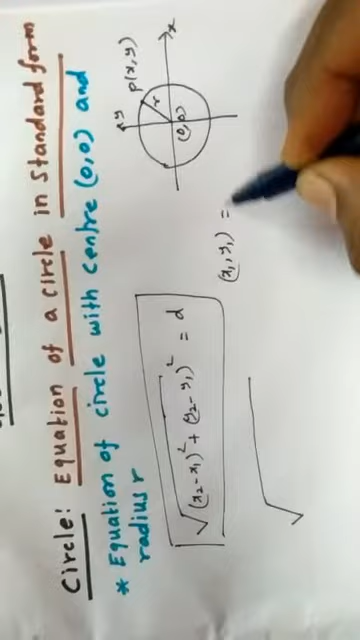 Circle: Equation of a circle in standard form
* Equation of circle with centre (0,0) and
radius r
√(x₂-x₁)² + (y₂-y₁)² = d
y
x
P(x,y)
r
(0,0)
(x₁,y₁) =
√